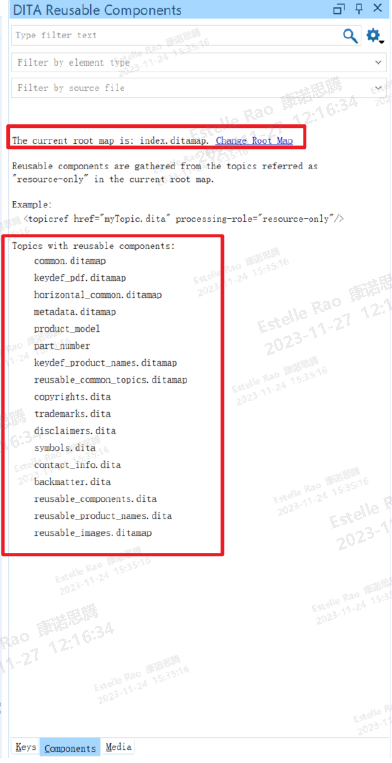 DITA Reusable Components
Type filter text
Filter by element type
Filter by source file
The current root map is: index.ditamap. Change Root Map
Reusable components are gathered from the topics referred as
"resource-only" in the current root map.
Example:
<topicref href="myTopic.dita" processing-role="resource-only"/>
Topics with reusable components:
common.ditamap
keydef_pdf.ditamap
horizontal_common.ditamap
metadata.ditamap
product_model
part_number
keydef_product_names.ditamap
reusable_common_topics.ditamap
copyrights.dita
trademarks.dita
disclaimers.dita
symbols.dita
contact_info.dita
backmatter.dita
reusable_components.dita
reusable_product_names.dita
reusable_images.ditamap
Estelle Rao 康诺思腾
2023-11-27 12:16:34
Estelle Rao 康诺思腾
2023-11-24 15:35:16
Keys Components Media